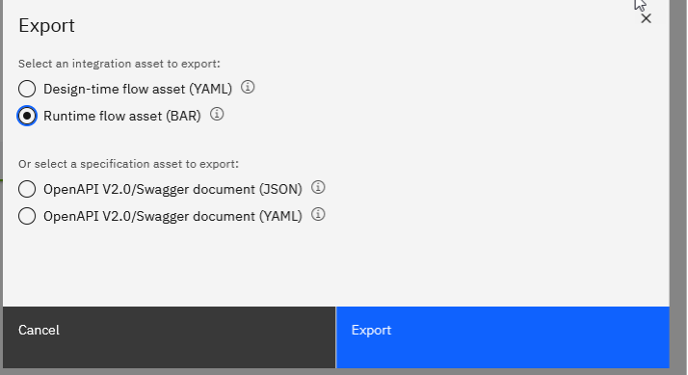 Export
Select an integration asset to export:
Design-time flow asset (YAML)
Runtime flow asset (BAR)
Or select a specification asset to export:
OpenAPI V2.0/Swagger document (JSON)
OpenAPI V2.0/Swagger document (YAML)
Cancel
Export